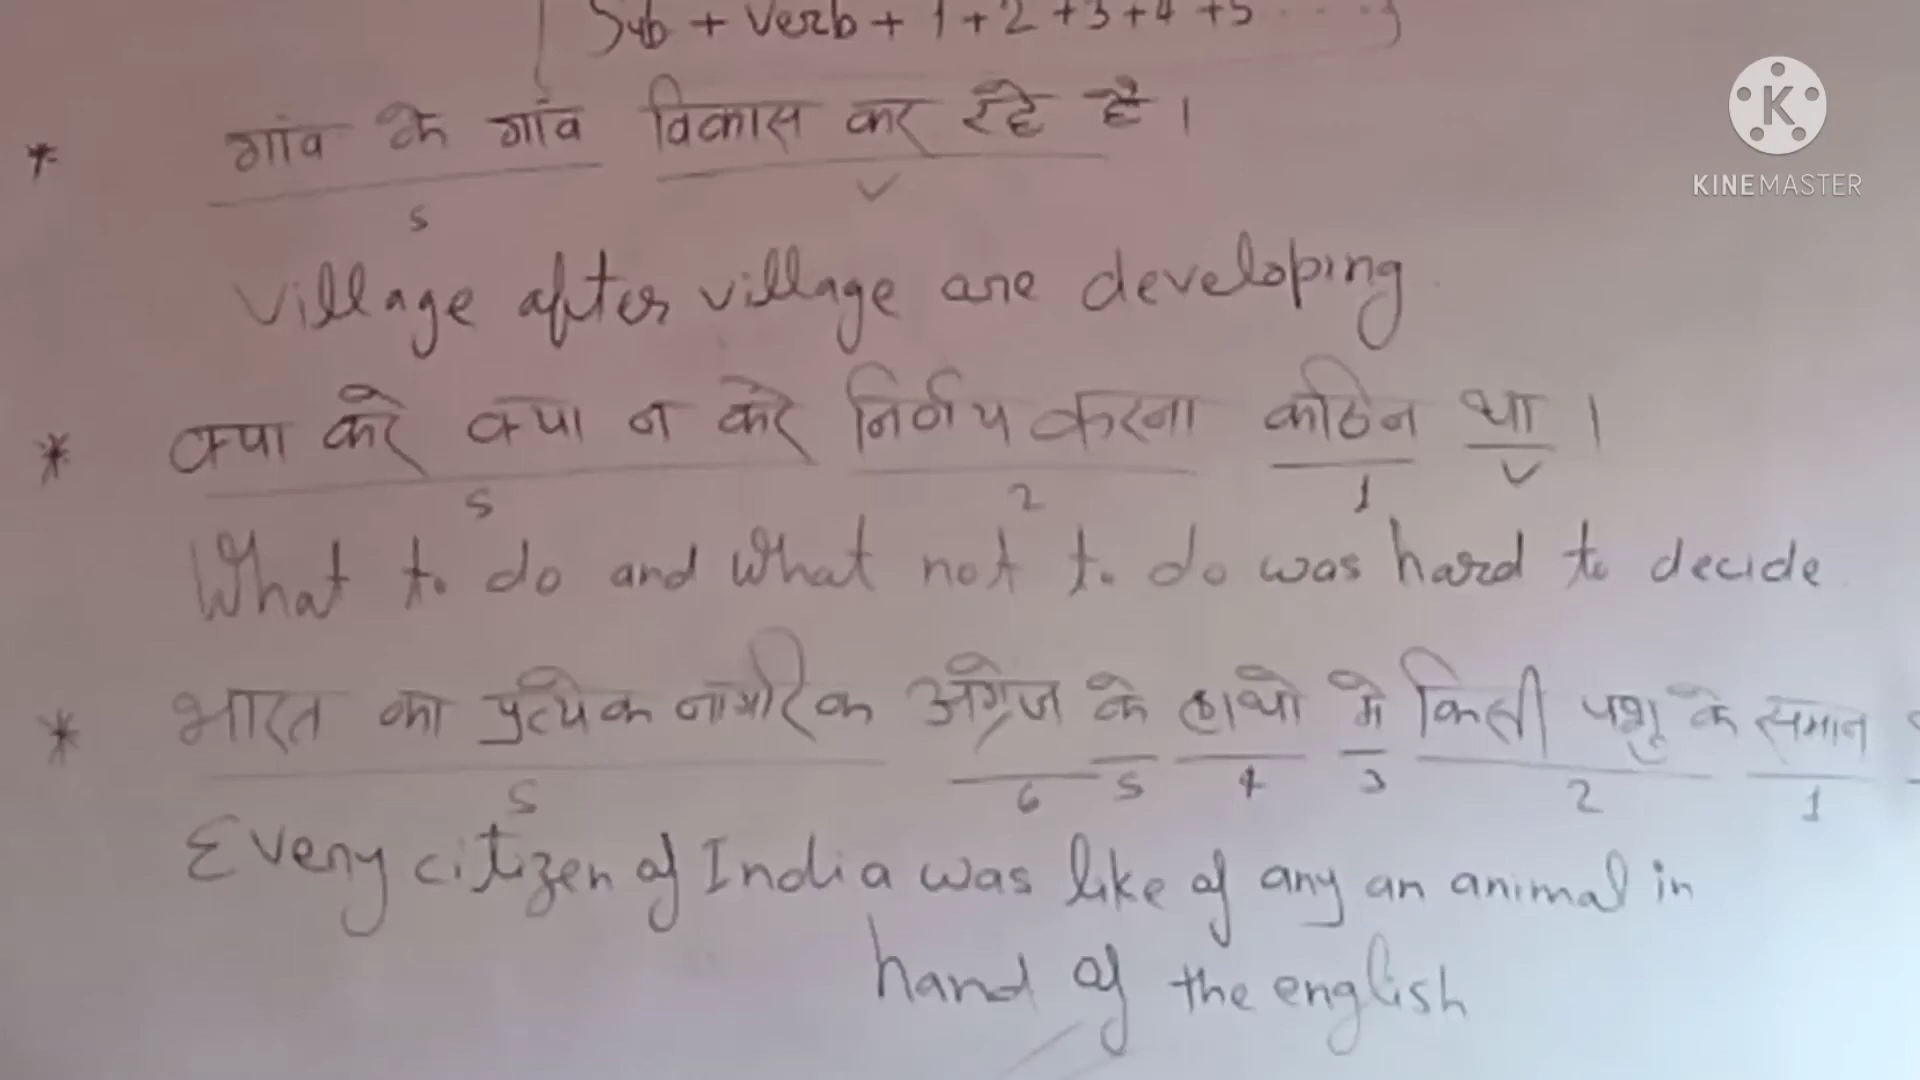 Sub + Verb + 1 + 2 + 3 + 4 + 5 . . . .
* गांव के गांव विकास कर रहे है ।
S V
village after village are developing.
* क्या करे क्या न करे निर्णय करना कठिन था ।
S 2 1 V
What to do and what not to do was hard to decide
* भारत का प्रत्येक नागरिक अंग्रेज के हाथो मे किसी पशु के समान
S 6 5 4 3 2 1
Every citizen of India was like of any an animal in
hand of the english
KINEMASTER